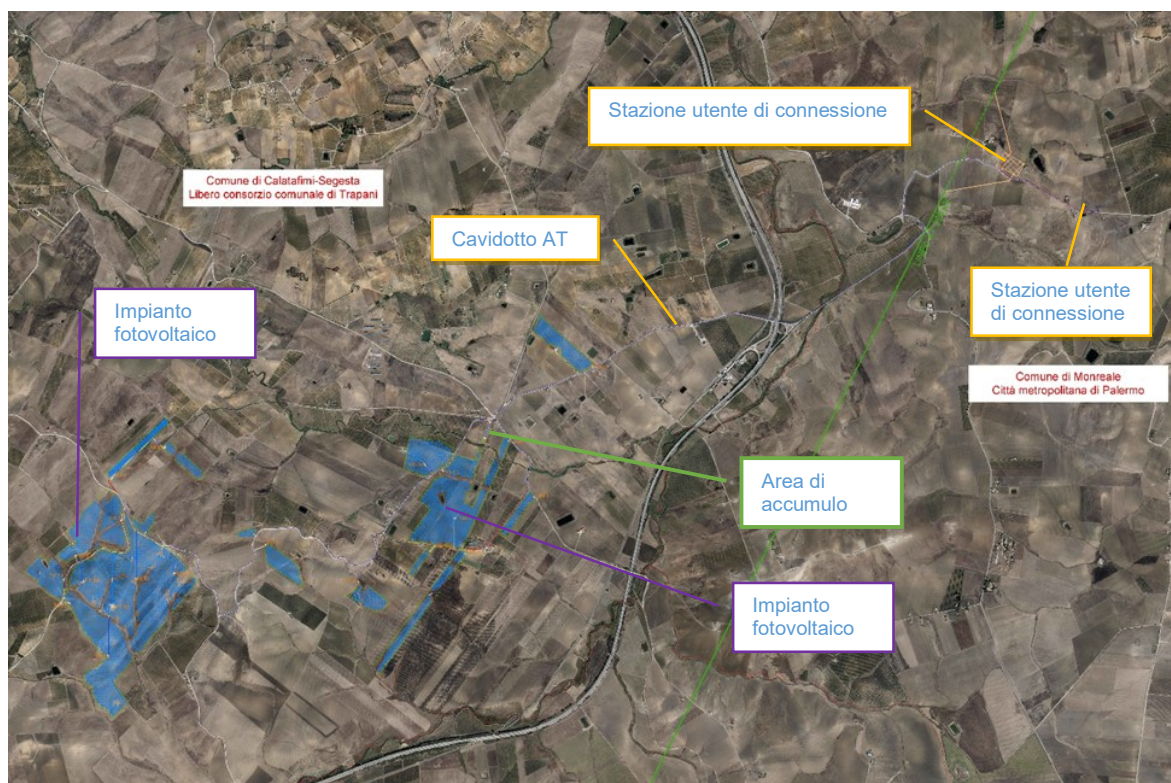 Stazione utente di connessione
Comune di Calatafimi-Segesta
Libero consorzio comunale di Trapani
Cavidotto AT
Stazione utente
di connessione
Impianto
fotovoltaico
Comune di Monreale
Città metropolitana di Palermo
Area di
accumulo
Impianto
fotovoltaico